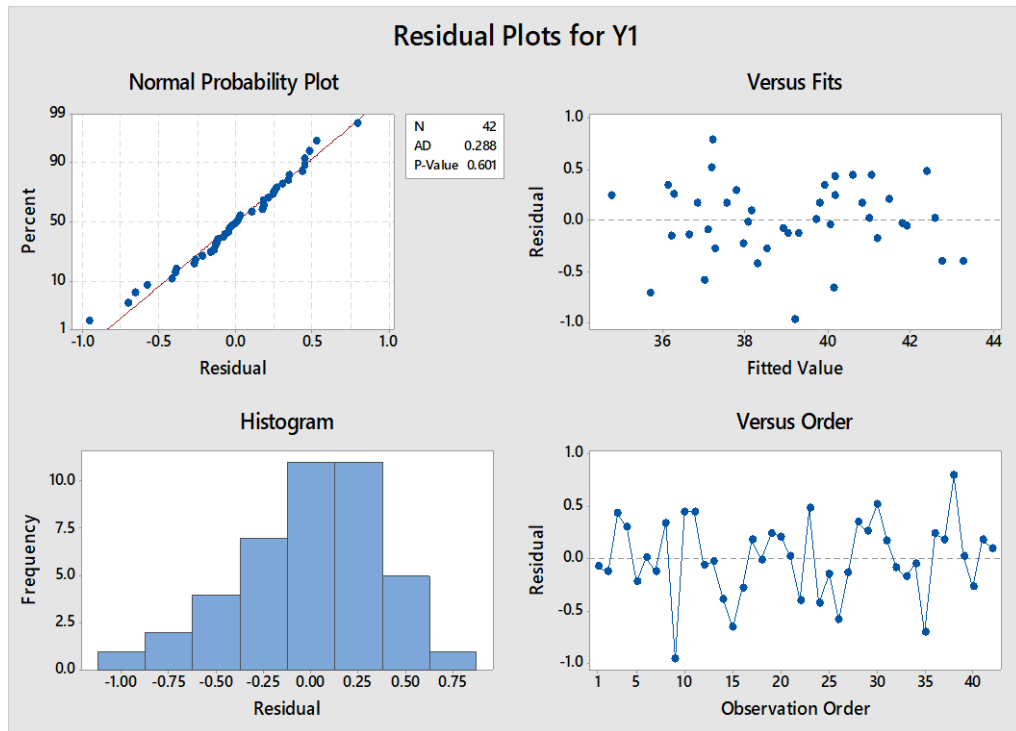 Residual Plots for Y1
Normal Probability Plot
99
90
50
10
1
Percent
-1.0 -0.5 0.0 0.5 1.0
Residual
N 42
AD 0.288
P-Value 0.601
Versus Fits
1.0
0.5
0.0
-0.5
-1.0
Residual
36 38 40 42 44
Fitted Value
Histogram
10.0
7.5
5.0
2.5
0.0
Frequency
-1.00 -0.75 -0.50 -0.25 0.00 0.25 0.50 0.75
Residual
Versus Order
1.0
0.5
0.0
-0.5
-1.0
Residual
1 5 10 15 20 25 30 35 40
Observation Order